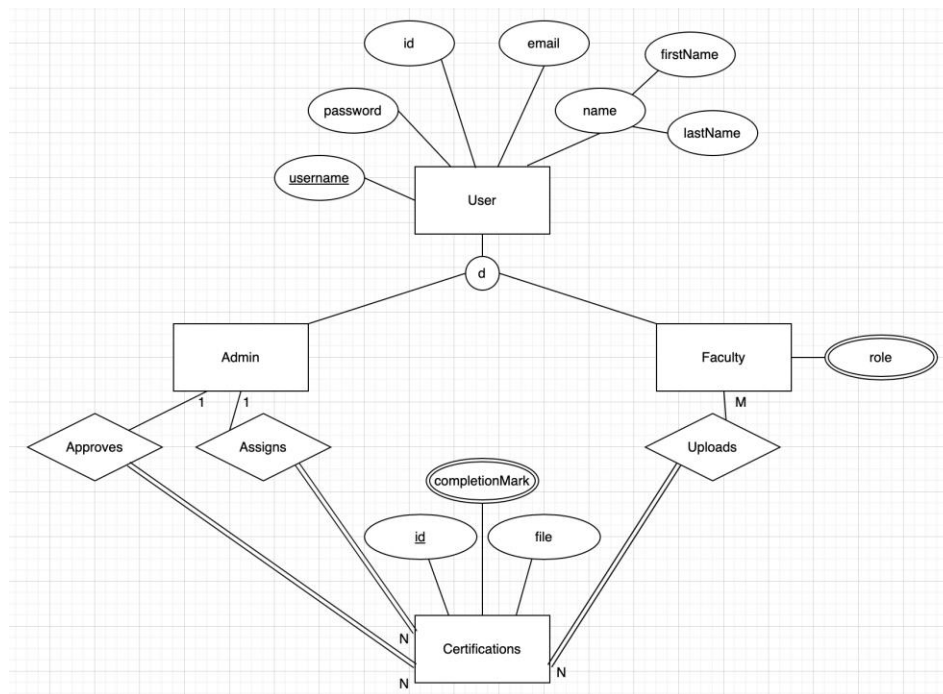 id
email
firstName
password
name
lastName
username
User
d
Admin
Faculty
role
1
1
M
Approves
Assigns
Uploads
completionMark
id
file
N
Certifications
N
N